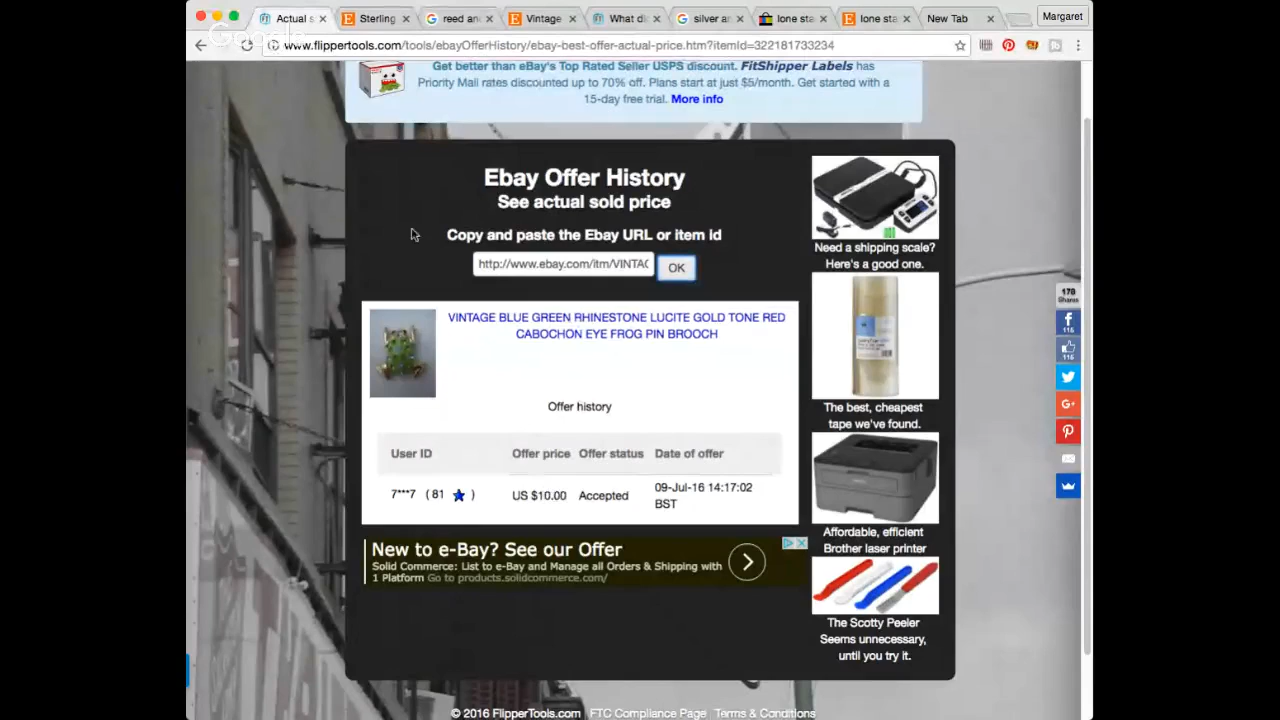 Actual s
Sterling
reed an
Vintage
What di
silver a
lone sta
lone sta
New Tab
Margaret
Google
www.flippertools.com/tools/ebayOfferHistory/ebay-best-offer-actual-price.htm?itemId=322181733234
Get better than eBay's Top Rated Seller USPS discount. FitShipper Labels has
Priority Mail rates discounted up to 70% off. Plans start at just $5/month. Get started with a
15-day free trial. More info
Ebay Offer History
See actual sold price
Copy and paste the Ebay URL or item id
http://www.ebay.com/itm/VINTAG
OK
VINTAGE BLUE GREEN RHINESTONE LUCITE GOLD TONE RED
CABOCHON EYE FROG PIN BROOCH
Offer history
User ID Offer price Offer status Date of offer
7***7 ( 81 ) US $10.00 Accepted 09-Jul-16 14:17:02
BST
New to e-Bay? See our Offer
Solid Commerce: List to e-Bay and Manage all Orders & Shipping with
1 Platform Go to products.solidcommerce.com/
Need a shipping scale?
Here's a good one.
The best, cheapest
tape we've found.
Affordable, efficient
Brother laser printer
The Scotty Peeler
Seems unnecessary,
until you try it.
178
Shares
115
115
© 2016 FlipperTools.com FTC Compliance Page Terms & Conditions